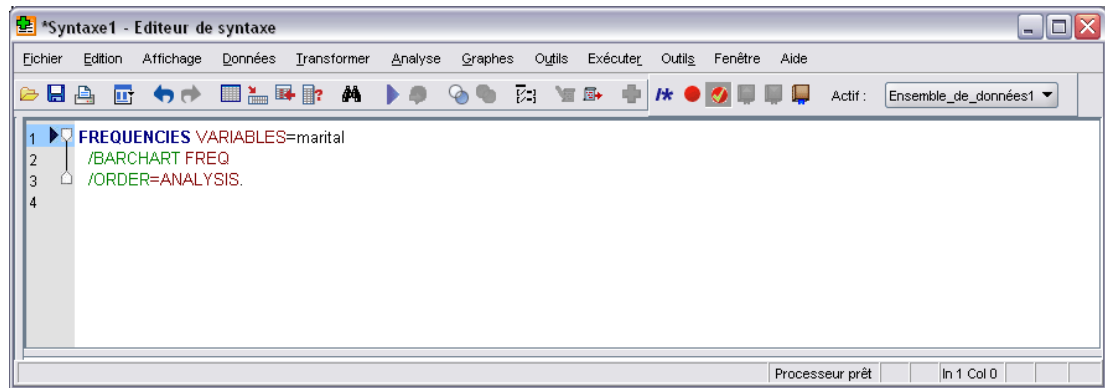 *Syntaxe1 - Editeur de syntaxe
Fichier Edition Affichage Données Transformer Analyse Graphes Outils Exécuter Outils Fenêtre Aide
Actif : Ensemble_de_données1
1 FREQUENCIES VARIABLES=marital
2 /BARCHART FREQ
3 /ORDER=ANALYSIS.
4
Processeur prêt In 1 Col 0